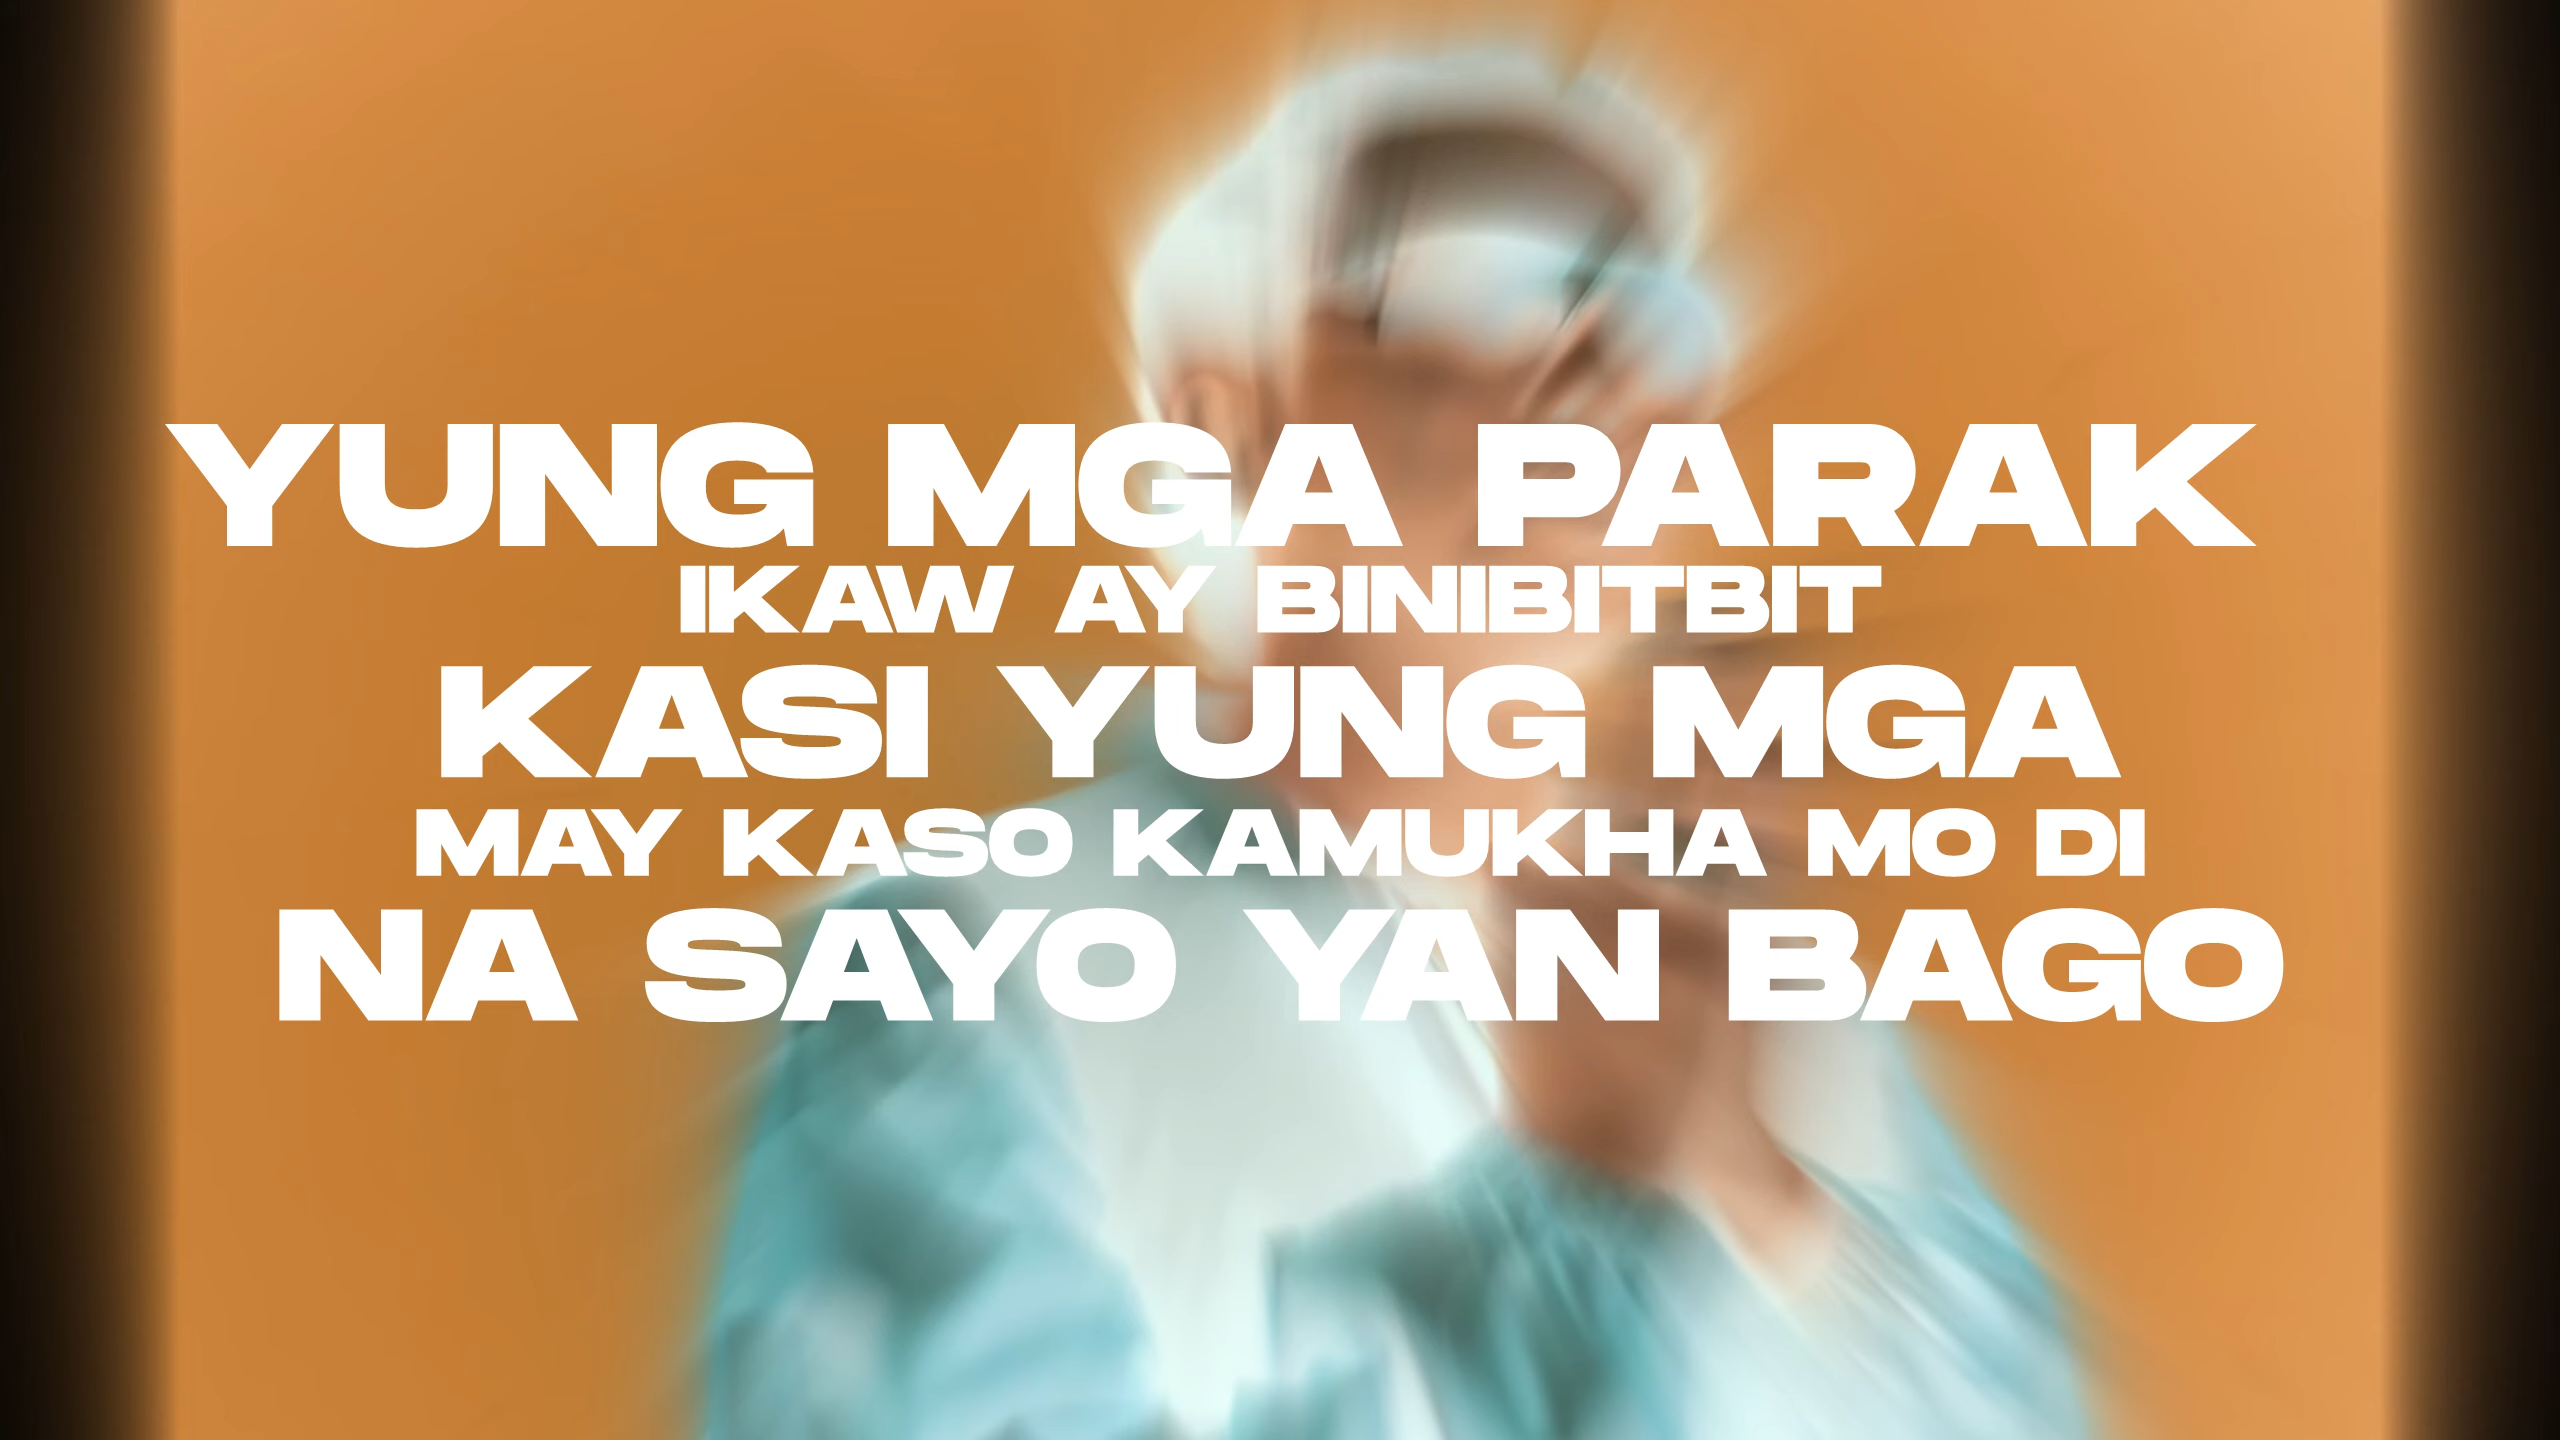 YUNG MGA PARAK
IKAW AY BINIBITBIT
KASI YUNG MGA
MAY KASO KAMUKHA MO DI
NA SAYO YAN BAGO